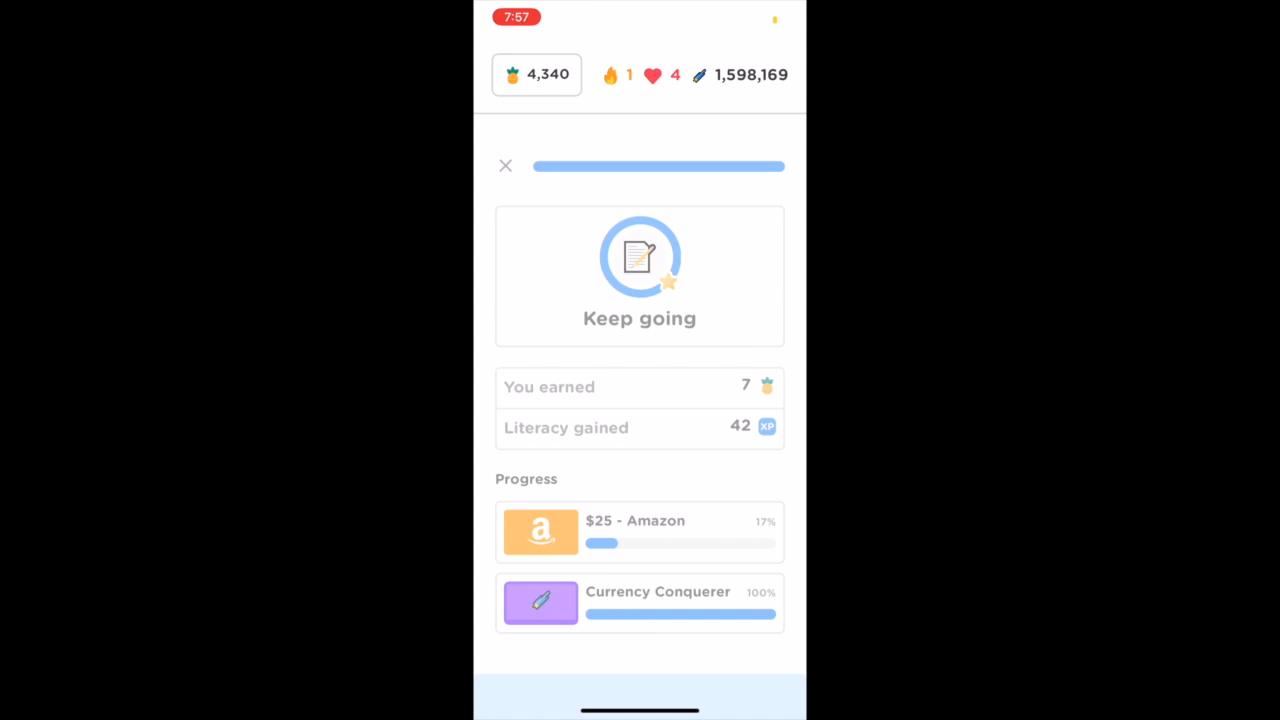 7:57
4,340 1 4 1,598,169
Keep going
You earned 7
Literacy gained 42 XP
Progress
$25 - Amazon 17%
Currency Conquerer 100%